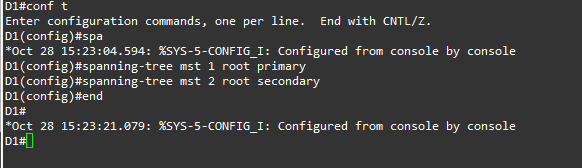 D1#conf t
Enter configuration commands, one per line.  End with CNTL/Z.
D1(config)#spa
*Oct 28 15:23:04.594: %SYS-5-CONFIG_I: Configured from console by console
D1(config)#spanning-tree mst 1 root primary
D1(config)#spanning-tree mst 2 root secondary
D1(config)#end
D1#
*Oct 28 15:23:21.079: %SYS-5-CONFIG_I: Configured from console by console
D1#